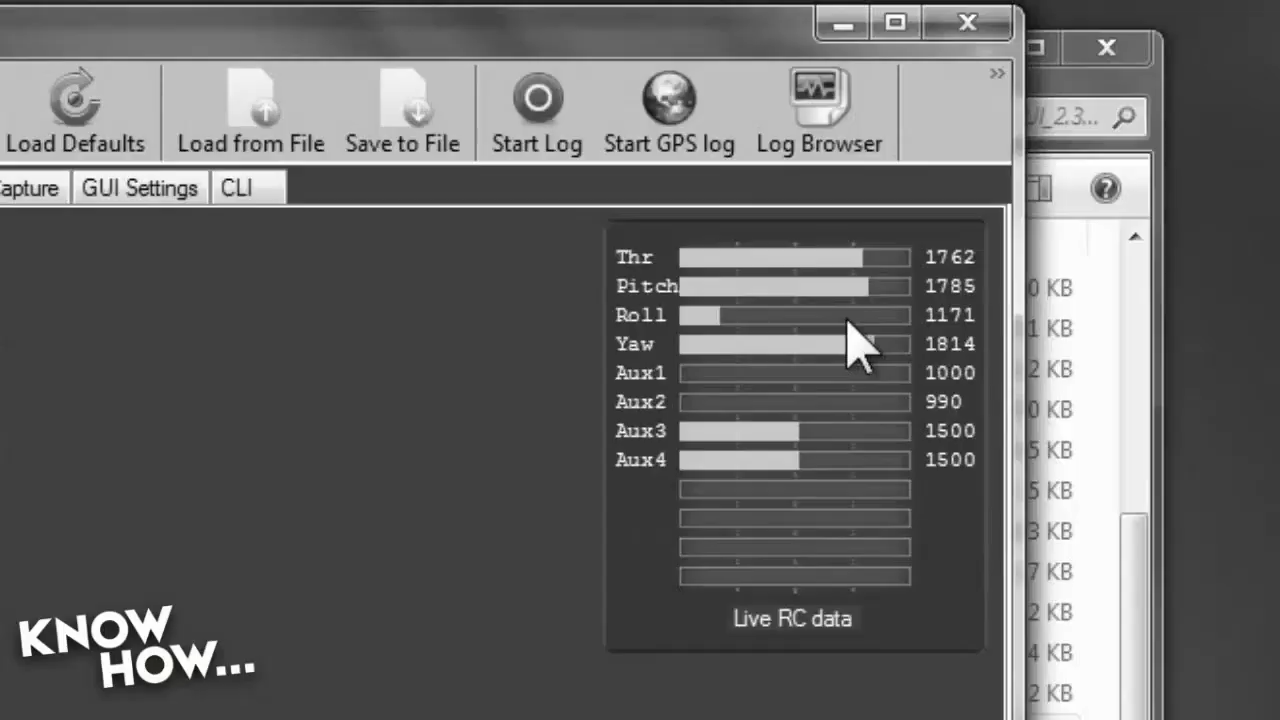 UI_2.3...
Load Defaults
Load from File
Save to File
Start Log
Start GPS log
Log Browser
apture
GUI Settings
CLI
Thr 1762
Pitch 1785
Roll 1171
Yaw 1814
Aux1 1000
Aux2 990
Aux3 1500
Aux4 1500
Live RC data
0 KB
1 KB
2 KB
0 KB
5 KB
5 KB
3 KB
7 KB
2 KB
4 KB
2 KB
KNOW
HOW...